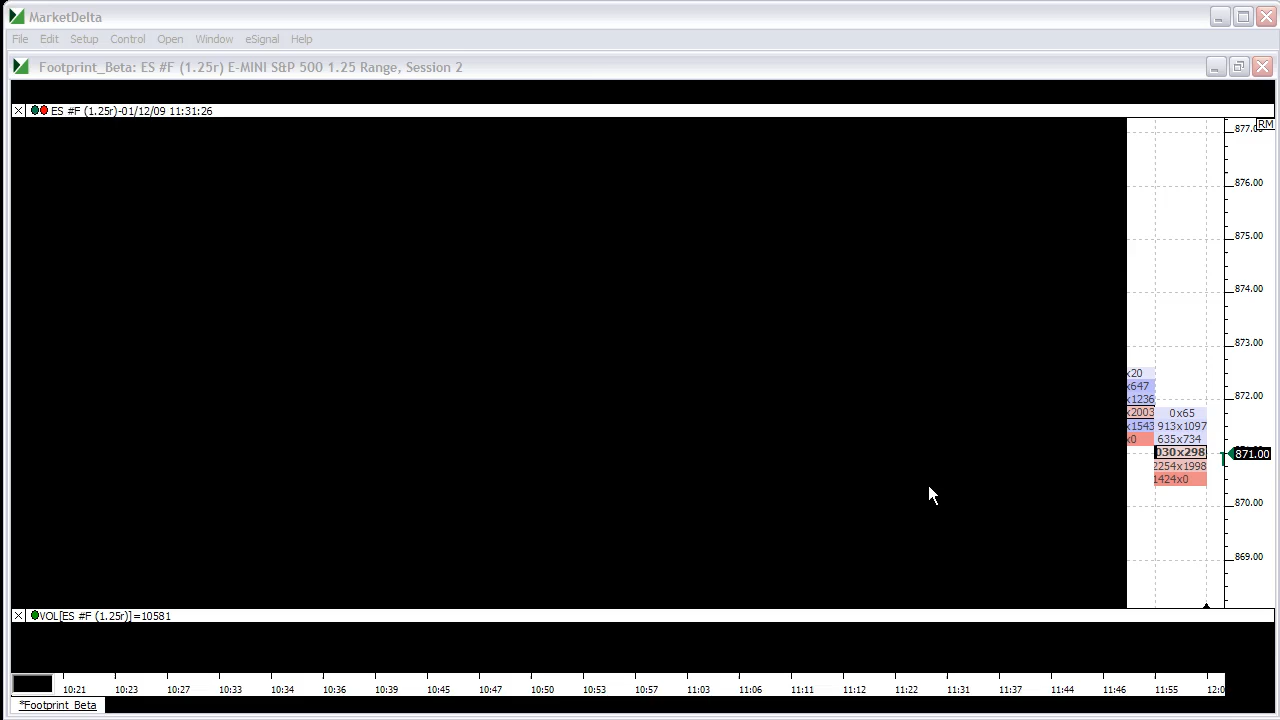 MarketDelta
File Edit Setup Control Open Window eSignal Help
Footprint_Beta: ES #F (1.25r) E-MINI S&P 500 1.25 Range, Session 2
ES #F (1.25r)-01/12/09 11:31:26
RM
877.
876.00
875.00
874.00
873.00
x20
x647
x1236 872.00
x2003 0x65
x1543 913x1097
x0 635x734
030x298 871.00
2254x1998
1424x0
870.00
869.00
VOL[ES #F (1.25r)]=10581
10:21 10:23 10:27 10:33 10:34 10:36 10:39 10:45 10:47 10:50 10:53 10:57 11:03 11:06 11:11 11:12 11:22 11:31 11:37 11:44 11:46 11:55 12:0
*Footprint_Beta